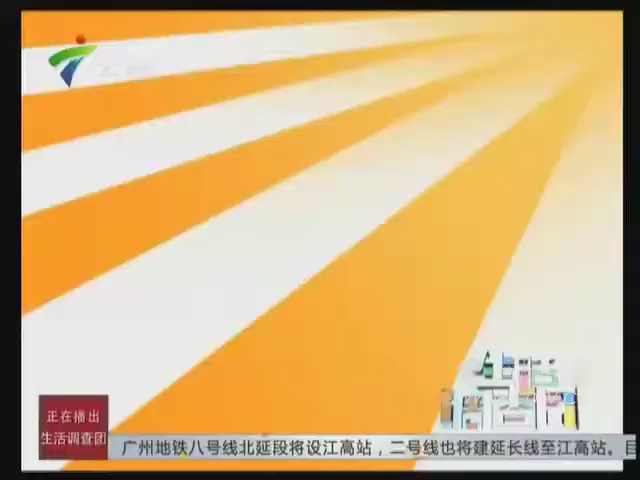 正在播出
生活调查团
广州地铁八号线北延段将设江高站，二号线也将建延长线至江高站。目